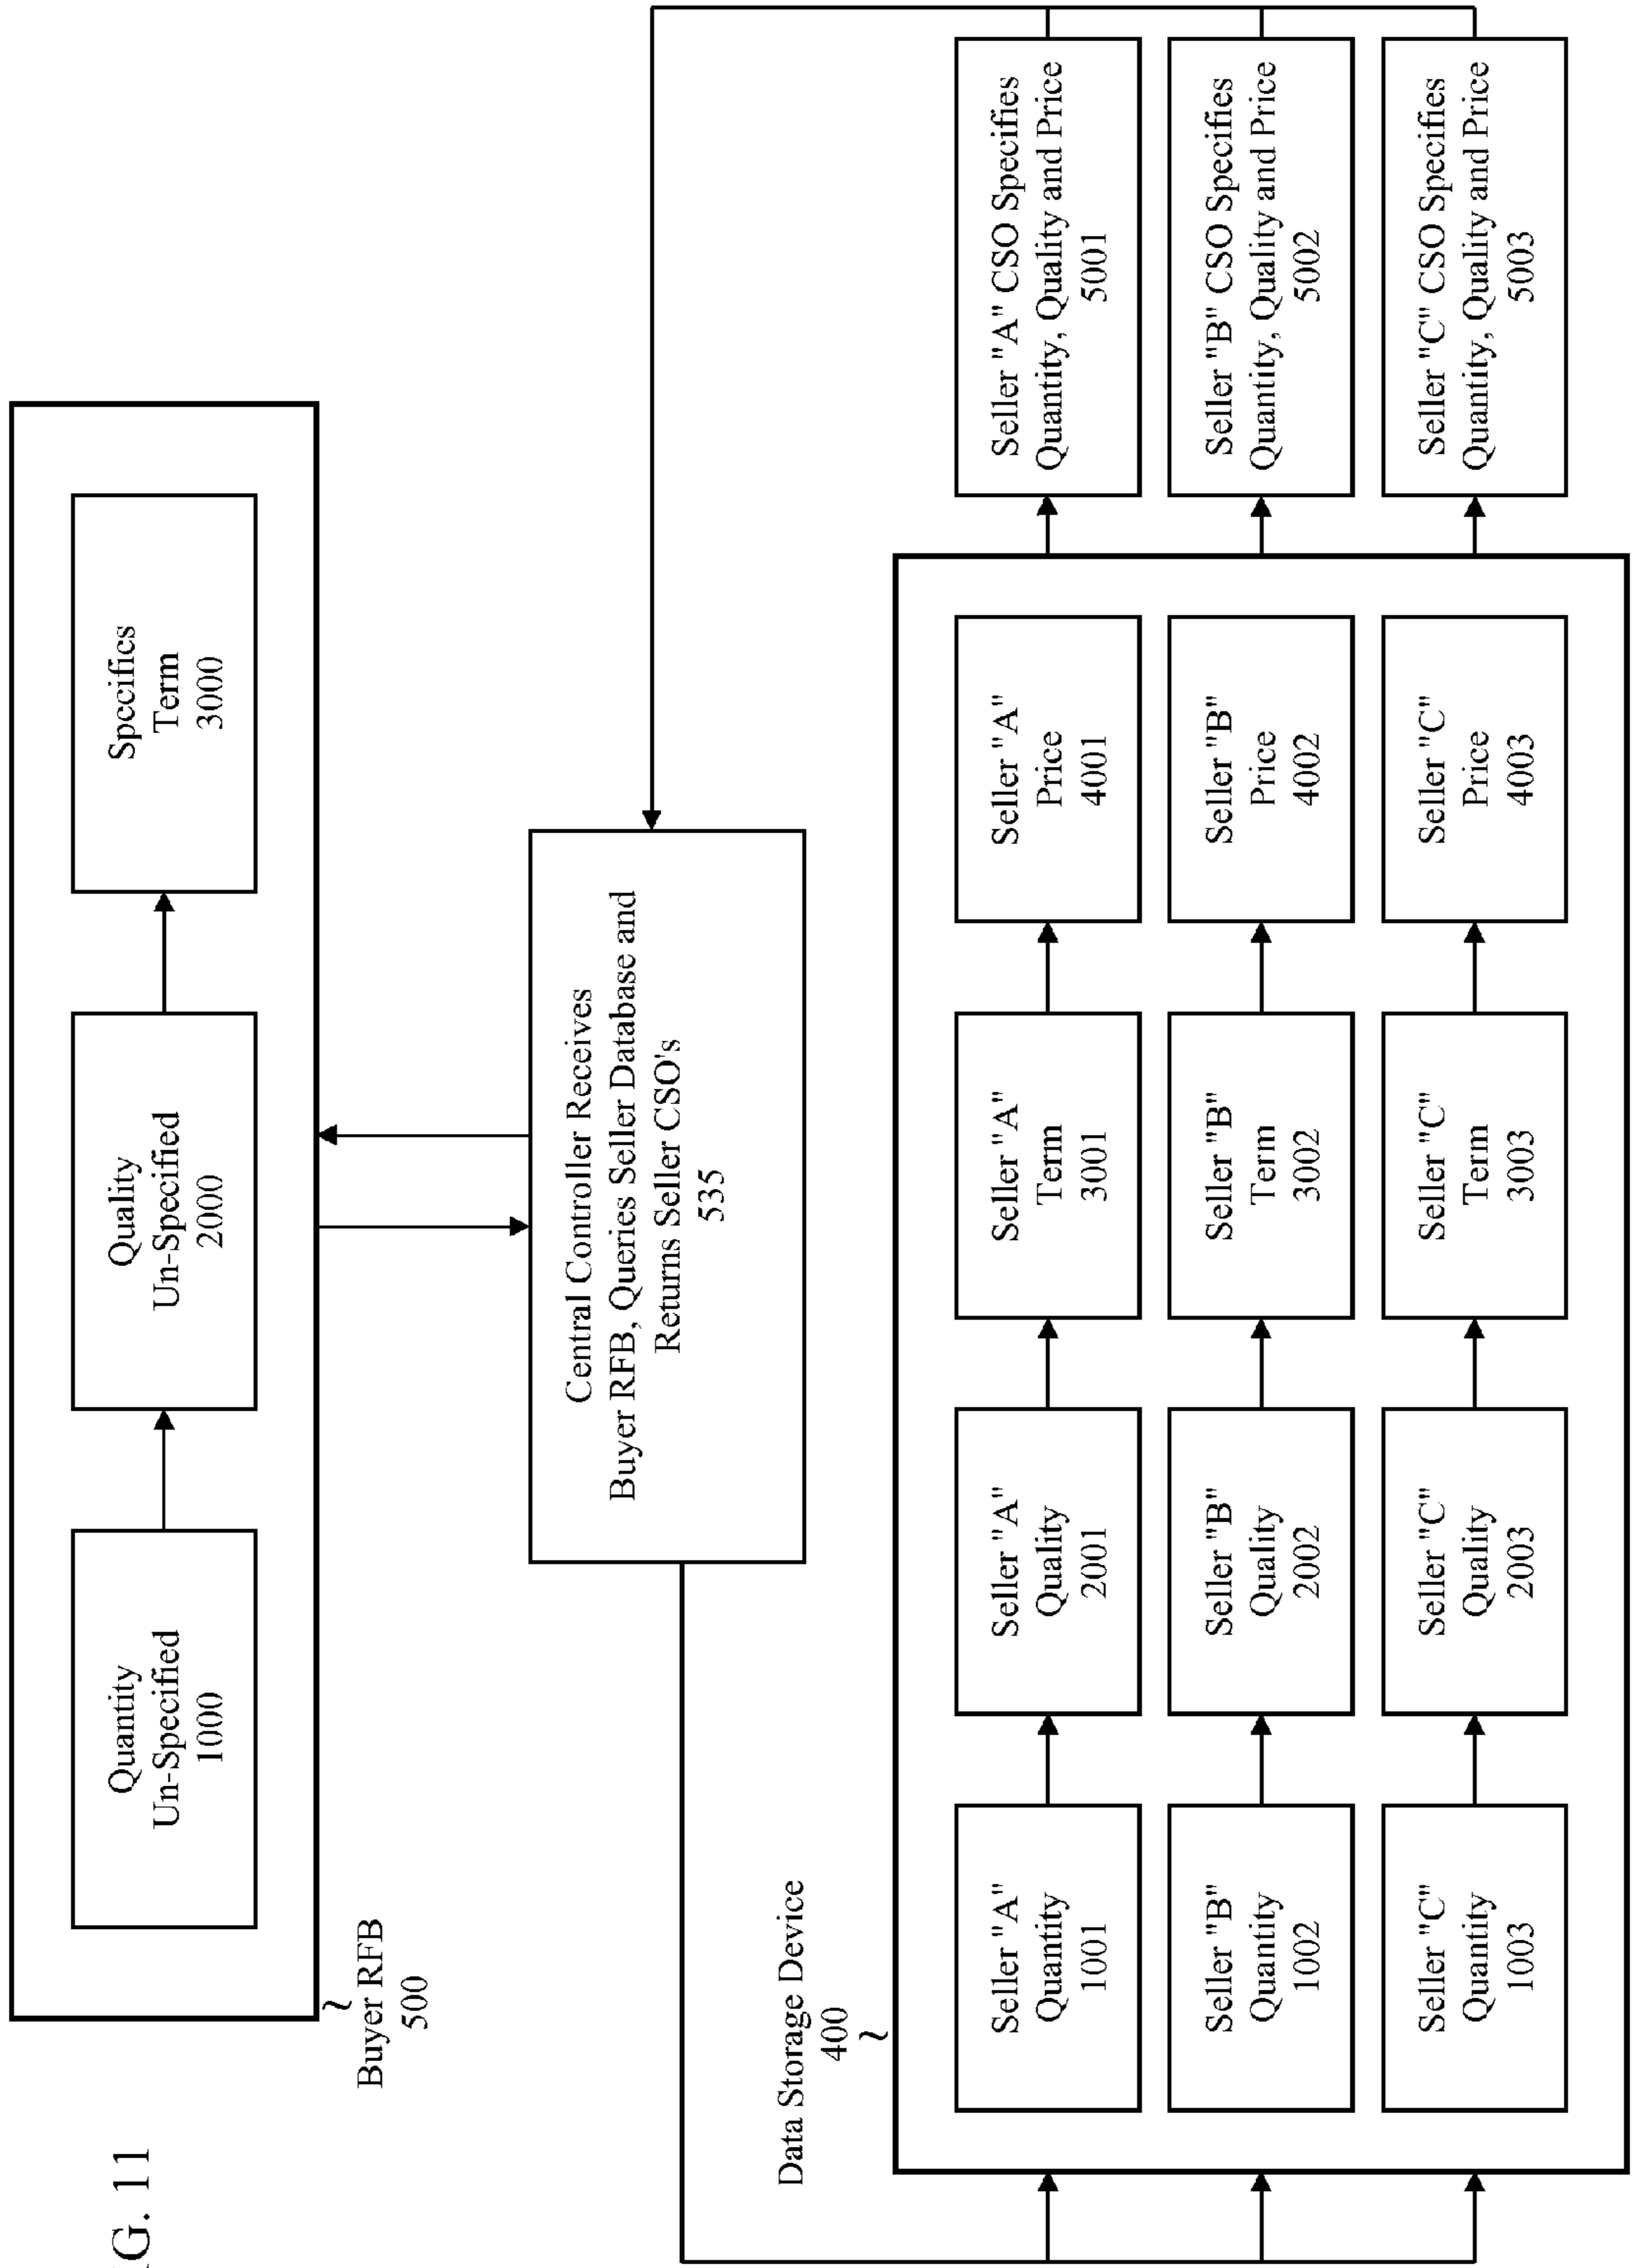 FIG. 11
Quantity
Un-Specified
1000
Quality
Un-Specified
2000
Specifies
Term
3000
Buyer RFB
500
Central Controller Receives
Buyer RFB, Queries Seller Database and
Returns Seller CSO's
535
Data Storage Device
400
Seller "A"
Quantity
1001
Seller "A"
Quality
2001
Seller "A"
Term
3001
Seller "A"
Price
4001
Seller "A" CSO Specifies
Quantity, Quality and Price
5001
Seller "B"
Quantity
1002
Seller "B"
Quality
2002
Seller "B"
Term
3002
Seller "B"
Price
4002
Seller "B" CSO Specifies
Quantity, Quality and Price
5002
Seller "C"
Quantity
1003
Seller "C"
Quality
2003
Seller "C"
Term
3003
Seller "C"
Price
4003
Seller "C" CSO Specifies
Quantity, Quality and Price
5003